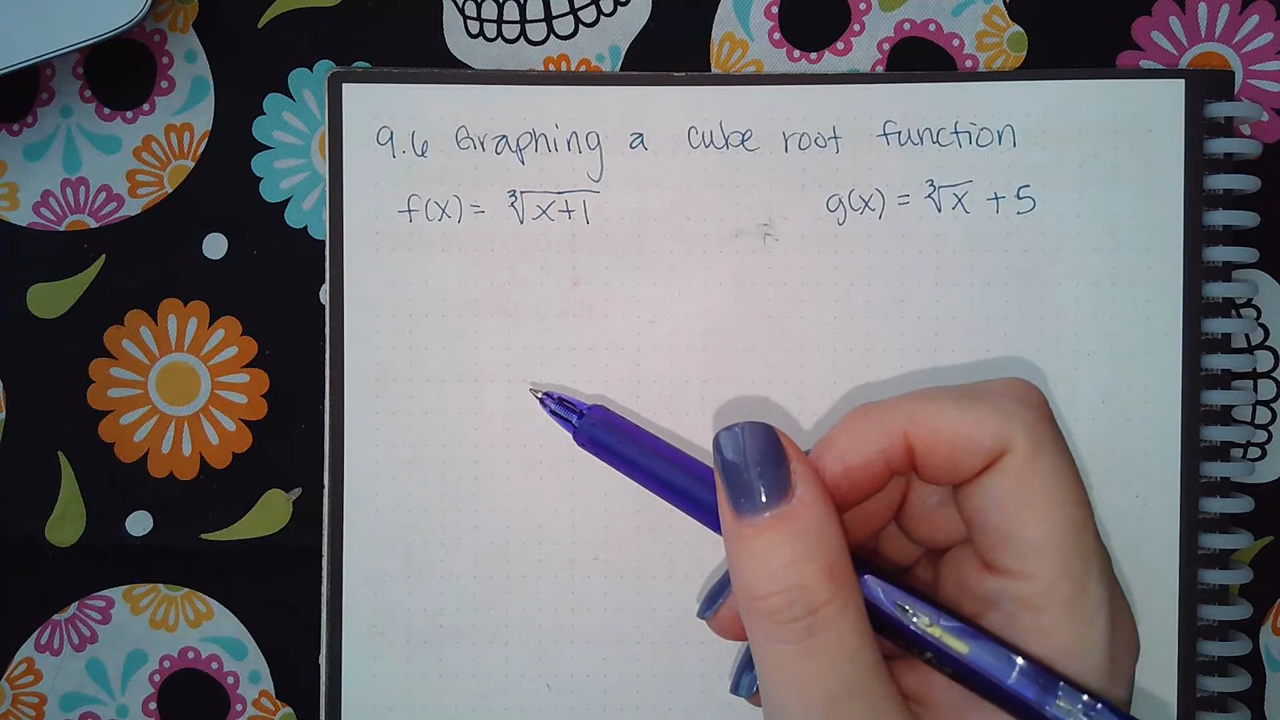 9.6 Graphing a cube root function
f(x) = ∛(x+1)
g(x) = ∛x + 5